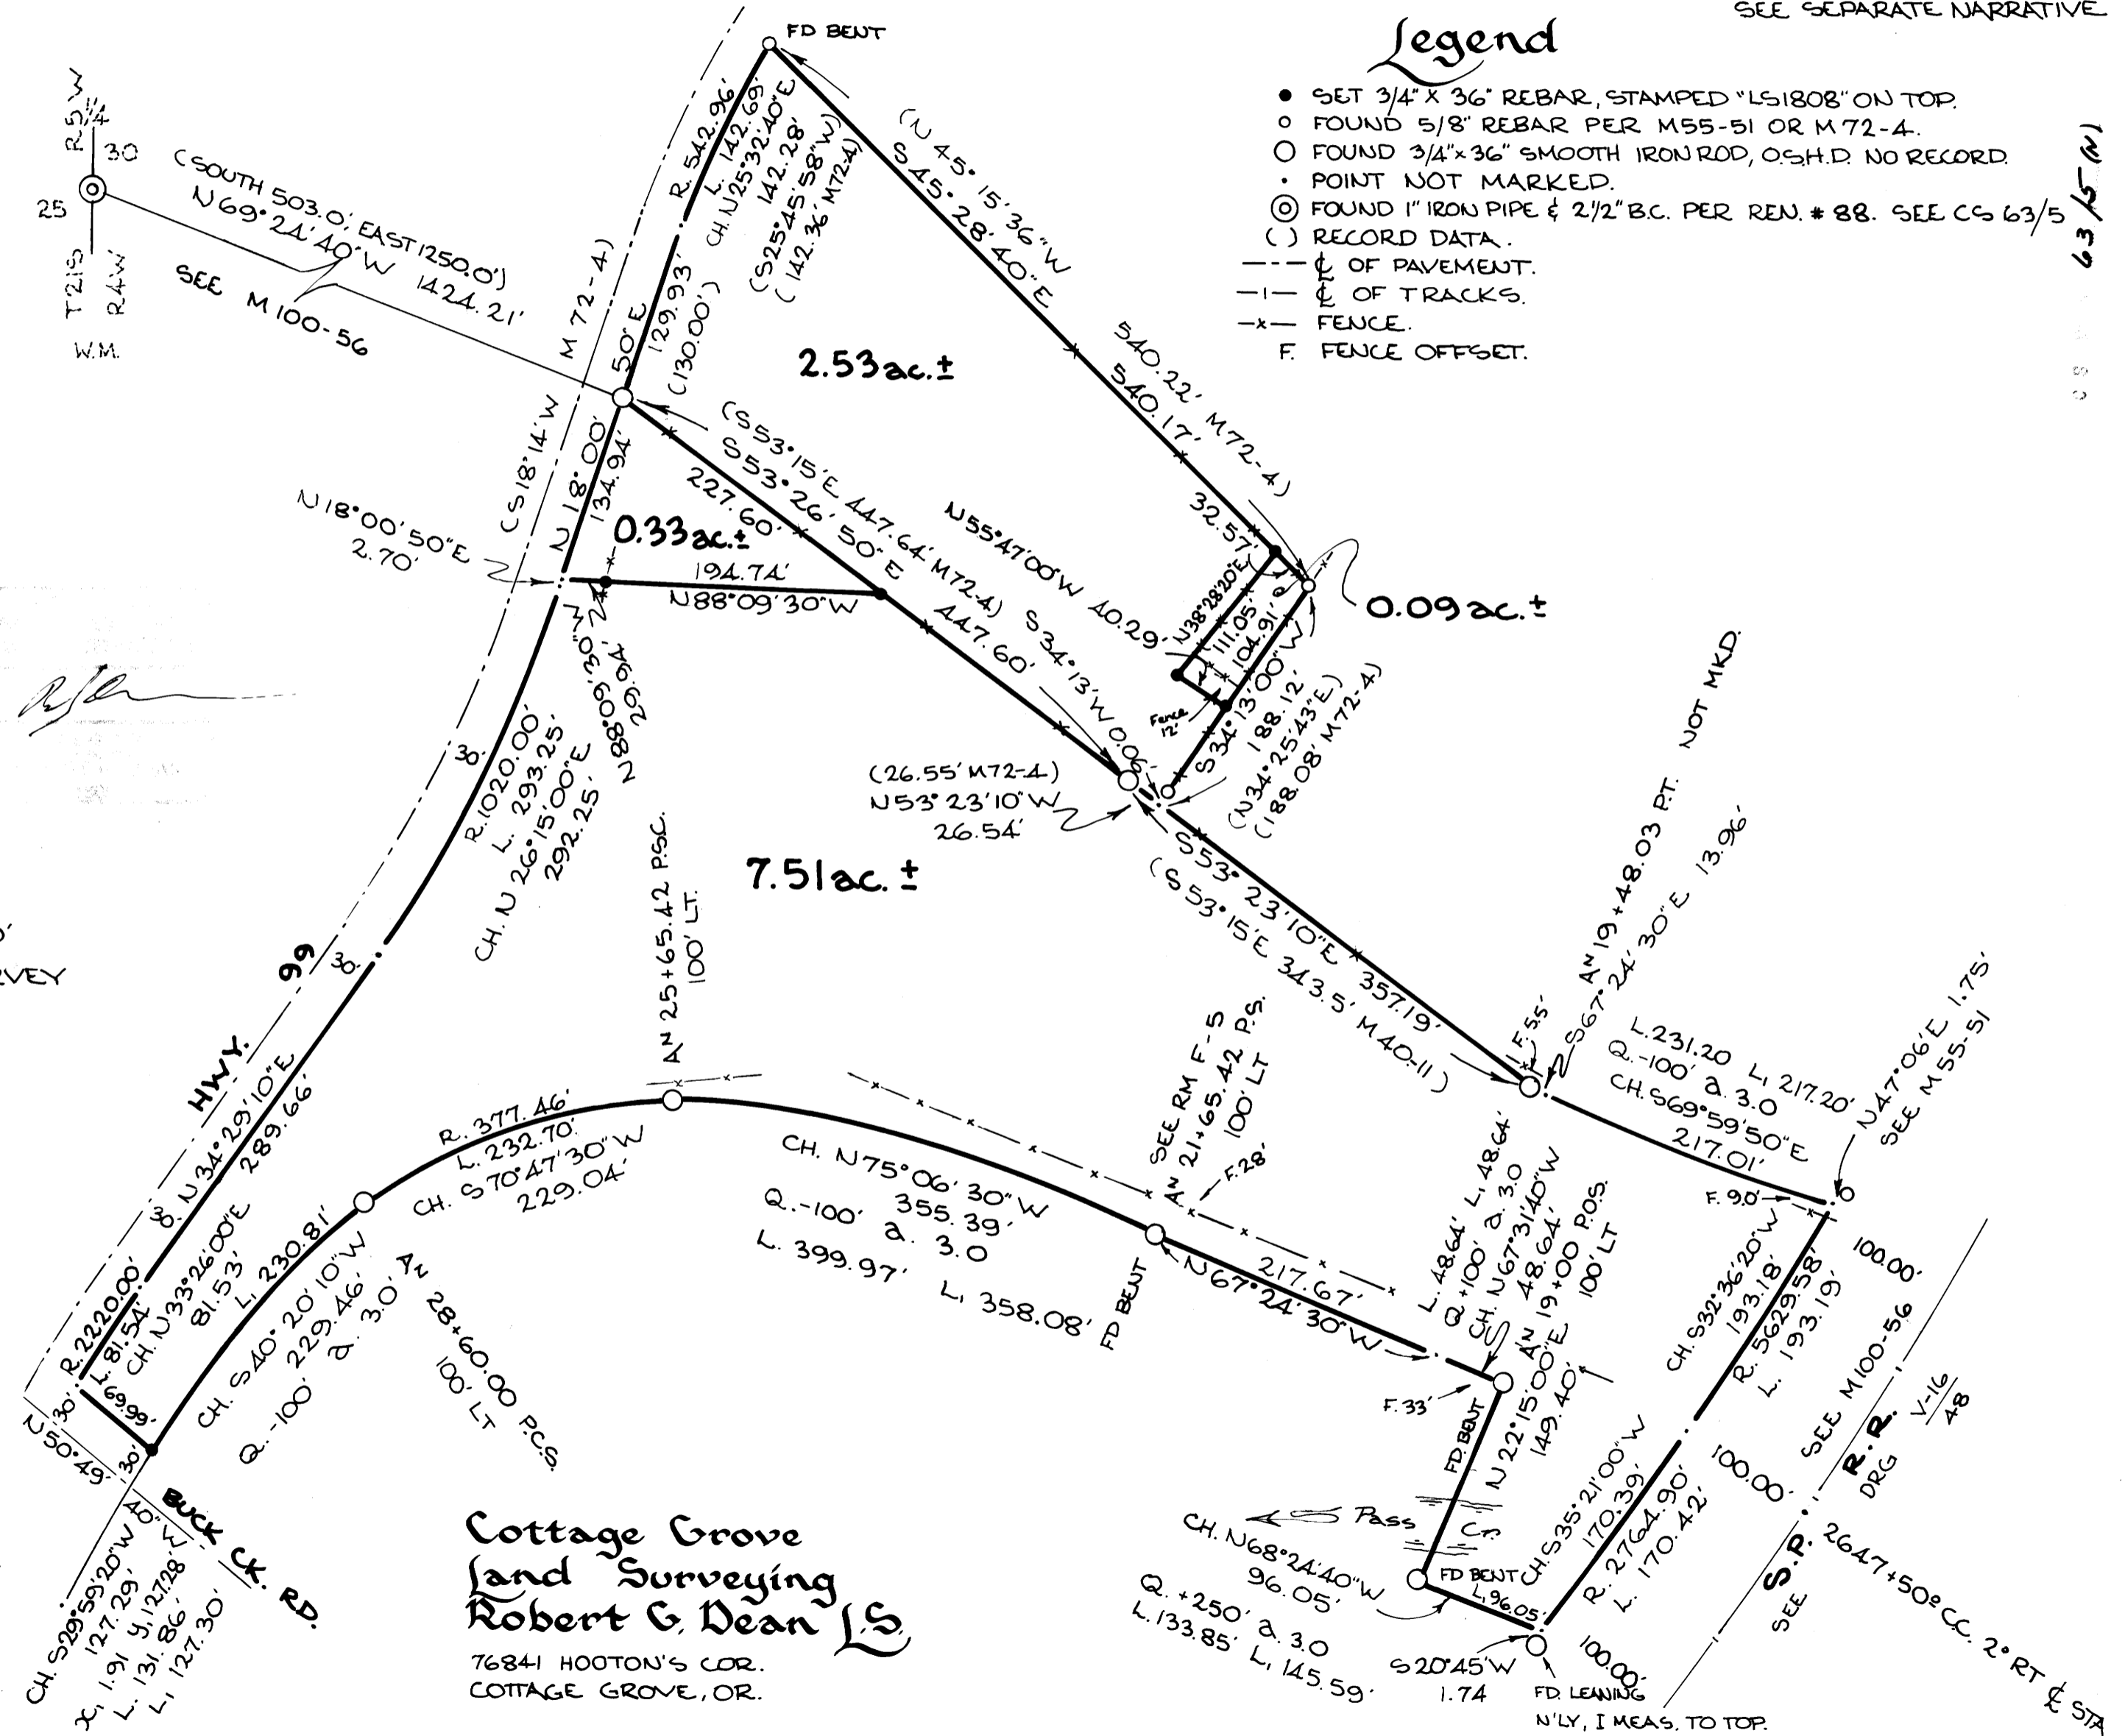 SEE SEPARATE NARRATIVE
Legend
SET 3/4" X 36" REBAR, STAMPED "LS1808" ON TOP.
FOUND 5/8" REBAR PER M55-51 OR M72-4.
FOUND 3/4"x36" SMOOTH IRON ROD, O.S.H.D. NO RECORD.
POINT NOT MARKED.
FOUND 1" IRON PIPE & 2 1/2" B.C. PER REN. # 88. SEE CS 63/5
( ) RECORD DATA.
—·— ℄ OF PAVEMENT.
—ı— ℄ OF TRACKS.
—x— FENCE.
F. FENCE OFFSET.
63/15 (N)
R5W
1/4
30
25
T21S
R4W
W.M.
(SOUTH 503.0', EAST 1250.0')
N69°24'40"W 1424.21'
SEE M100-56
FD BENT
R. 542.96'
L. 142.69'
CH. N25°32'40"E
142.28'
(S25°45'58"W)
(142.36' M72-4)
(N45°15'36"W
S45°28'40"E
540.22' M72-4)
540.17'
32.57'
2.53ac.±
(S18°14'W M72-4)
N18°00'50"E
129.93'
(130.00')
134.94'
N18°00'50"E
2.70'
(S53°15'E 447.64' M72-4)
S53°26'50"E 447.60'
227.60'
0.33ac.±
194.74'
N88°09'30"W
N88°09'30"W
29.94'
N55°47'00"W 40.29'
N38°28'20"E
111.05'
104.91'
0.09ac.±
Fence
12'
S34°13'00"W
188.12'
(N34°25'43"E)
(188.08' M72-4)
S34°13'W 0.06'
(26.55' M72-4)
N53°23'10"W
26.54'
30'
R. 1020.00'
L. 293.25'
CH. N26°15'00"E
292.25'
7.51ac.±
S53°23'10"E 357.19'
(S53°15'E 343.5' M40-11)
Aᴺ 19+48.03 P.T. NOT MKD.
S67°24'30"E 13.96'
F. 5.5'
L. 231.20 L, 217.20'
Q.-100' a. 3.0
CH. S69°59'50"E
217.01'
N47°06'E 1.75'
SEE M55-51
F. 9.0'
RVEY
HWY. 99
30'
N34°29'10"E
289.66'
30'
Aᴺ 25+65.42 P.S.C.
100' LT.
R. 377.46'
L. 232.70'
CH. S70°47'30"W
229.04'
SEE RM F-5
Aᴺ 21+65.42 P.S.
100' LT
F. 28'
CH. N75°06'30"W
355.39'
Q.-100' a. 3.0
L. 399.97' L, 358.08'
FD BENT
N67°24'30"W
217.67'
L. 48.64' L, 48.64'
Q.+100' a. 3.0
CH. N67°31'40"W
48.64'
Aᴺ 19+00 P.O.S.
100' LT
R. 2220.00'
L. 81.54'
CH. N33°26'00"E
81.53'
69.99'
30'
N50°49'40"W
30'
L, 230.81'
CH. S40°20'10"W
229.46'
Q.-100' a. 3.0'
Aᴺ 28+60.00 P.C.S.
100' LT
BUCK CK. RD.
CH. S29°59'20"W
127.29'
X, 1.91 y, 127.28'
L. 131.86'
L, 127.30'
F. 33'
FD. BENT
N22°15'00"E
149.40'
Pass Cr.
CH. N68°24'40"W
96.05'
Q.+250' a. 3.0
L. 133.85' L, 145.59'
FD BENT
L, 96.05'
S20°45'W
1.74
FD. LEANING
N'LY, I MEAS. TO TOP.
CH. S32°36'20"W
193.18'
R. 5629.58'
L. 193.19'
100.00'
CH. S35°21'00"W
170.39'
R. 2764.90'
L. 170.42'
100.00'
100.00'
SEE M100-56
S.P. R.R.
SEE DRG V-16/48
2647+50º C.C. 2° RT ℄ STA
Cottage Grove
Land Surveying
Robert G. Dean L.S.
76841 HOOTON'S COR.
COTTAGE GROVE, OR.